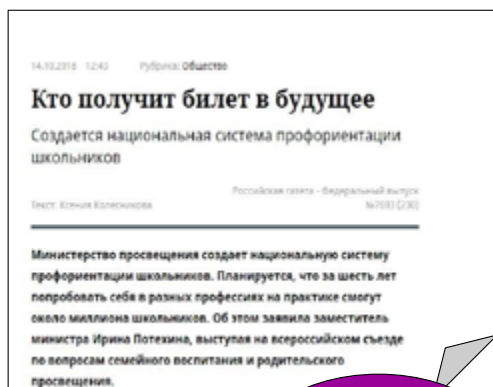 14.10.2018 12:43 Рубрика: Общество
Кто получит билет в будущее
Создается национальная система профориентации
школьников
Российская газета - Федеральный выпуск
Текст: Ксения Колесникова
Министерство просвещения создает национальную систему
профориентации школьников. Планируется, что за шесть лет
попробовать себя в разных профессиях на практике смогут
около миллиона школьников. Об этом заявила заместитель
министра Ирина Потехина, выступая на всероссийском съезде
по вопросам семейного воспитания и родительского
просвещения.